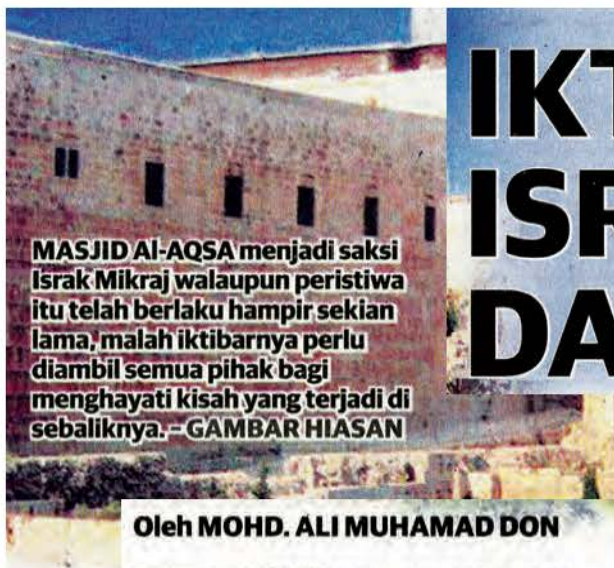 IKT
ISR
DA
MASJID Al-AQSA menjadi saksi
Israk Mikraj walaupun peristiwa
itu telah berlaku hampir sekian
lama, malah iktibarnya perlu
diambil semua pihak bagi
menghayati kisah yang terjadi di
sebaliknya. – GAMBAR HIASAN
Oleh MOHD. ALI MUHAMAD DON